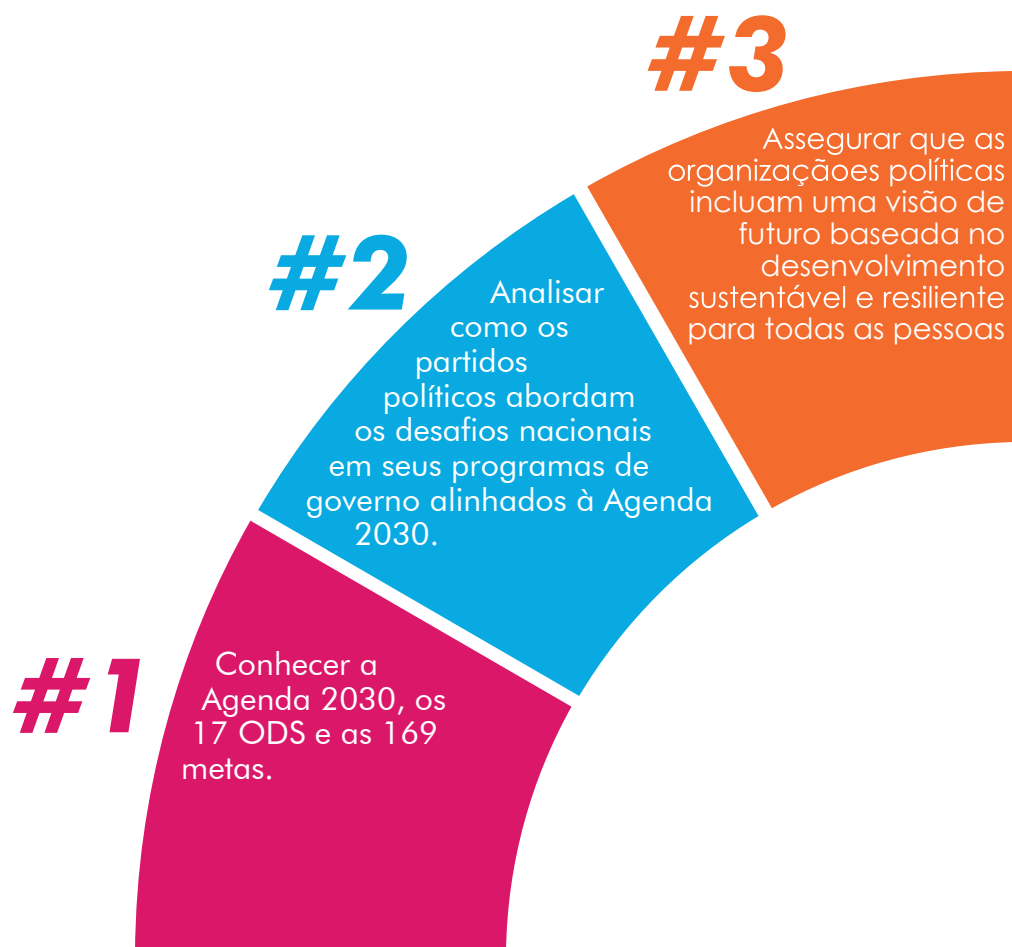 #1
Conhecer a
Agenda 2030, os
17 ODS e as 169
metas.
#2
Analisar
como os
partidos
políticos abordam
os desafios nacionais
em seus programas de
governo alinhados à Agenda
2030.
#3
Assegurar que as
organizaçãoes políticas
incluam uma visão de
futuro baseada no
desenvolvimento
sustentável e resiliente
para todas as pessoas